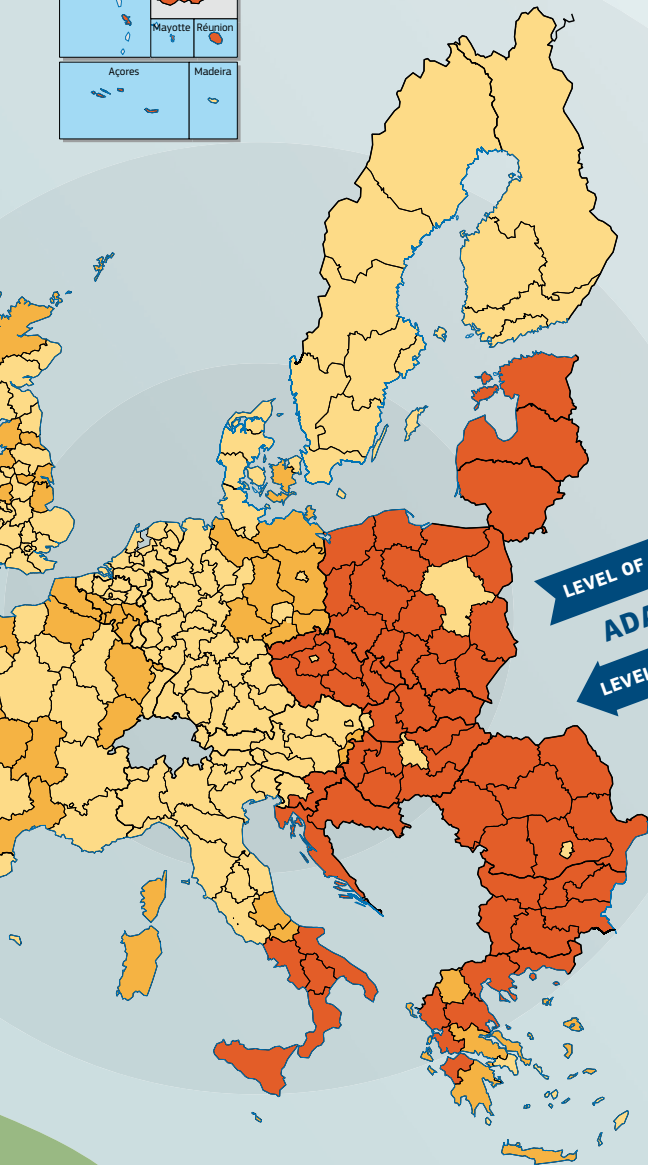 Mayotte
Réunion
Açores
Madeira
LEVEL OF
ADA
LEVEL